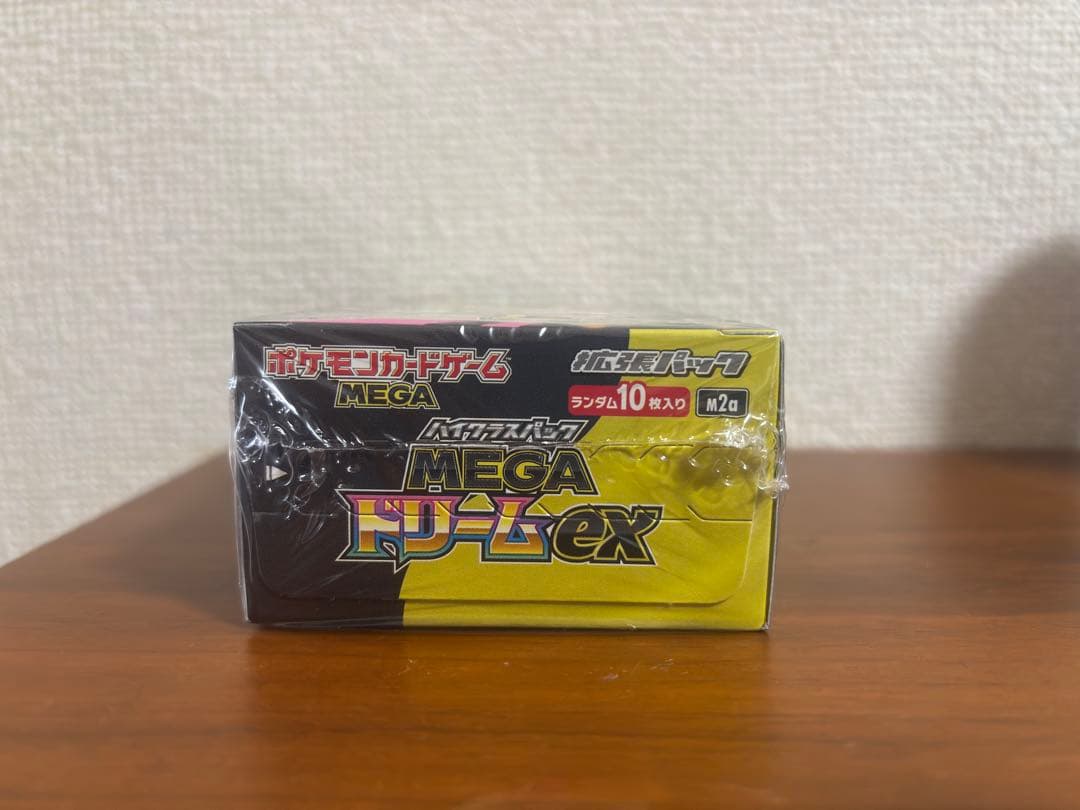 ポケモンカードゲーム
MEGA
拡張パック
ランダム10枚入り
M2a
ハイクラスパック
MEGA
ドリームex